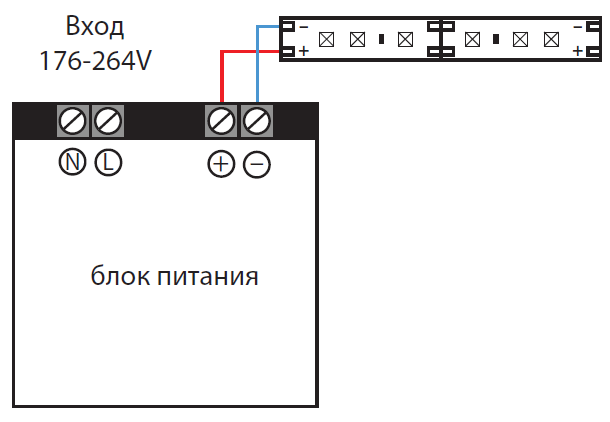 Вход
176-264V
– –
+ +
N L + –
блок питания